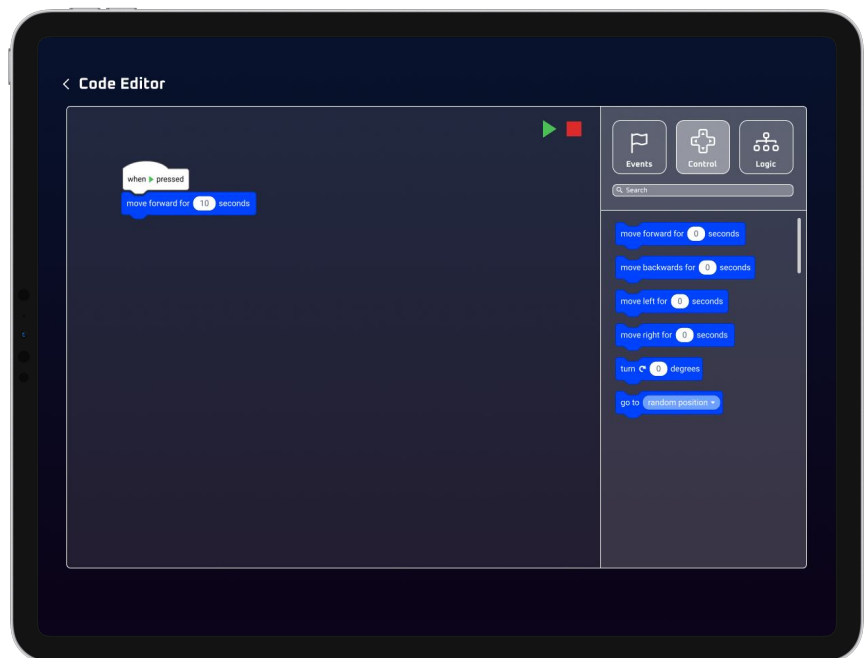 < Code Editor
when pressed
move forward for 10 seconds
Events
Control
Logic
Search
move forward for 0 seconds
move backwards for 0 seconds
move left for 0 seconds
move right for 0 seconds
turn 0 degrees
go to random position